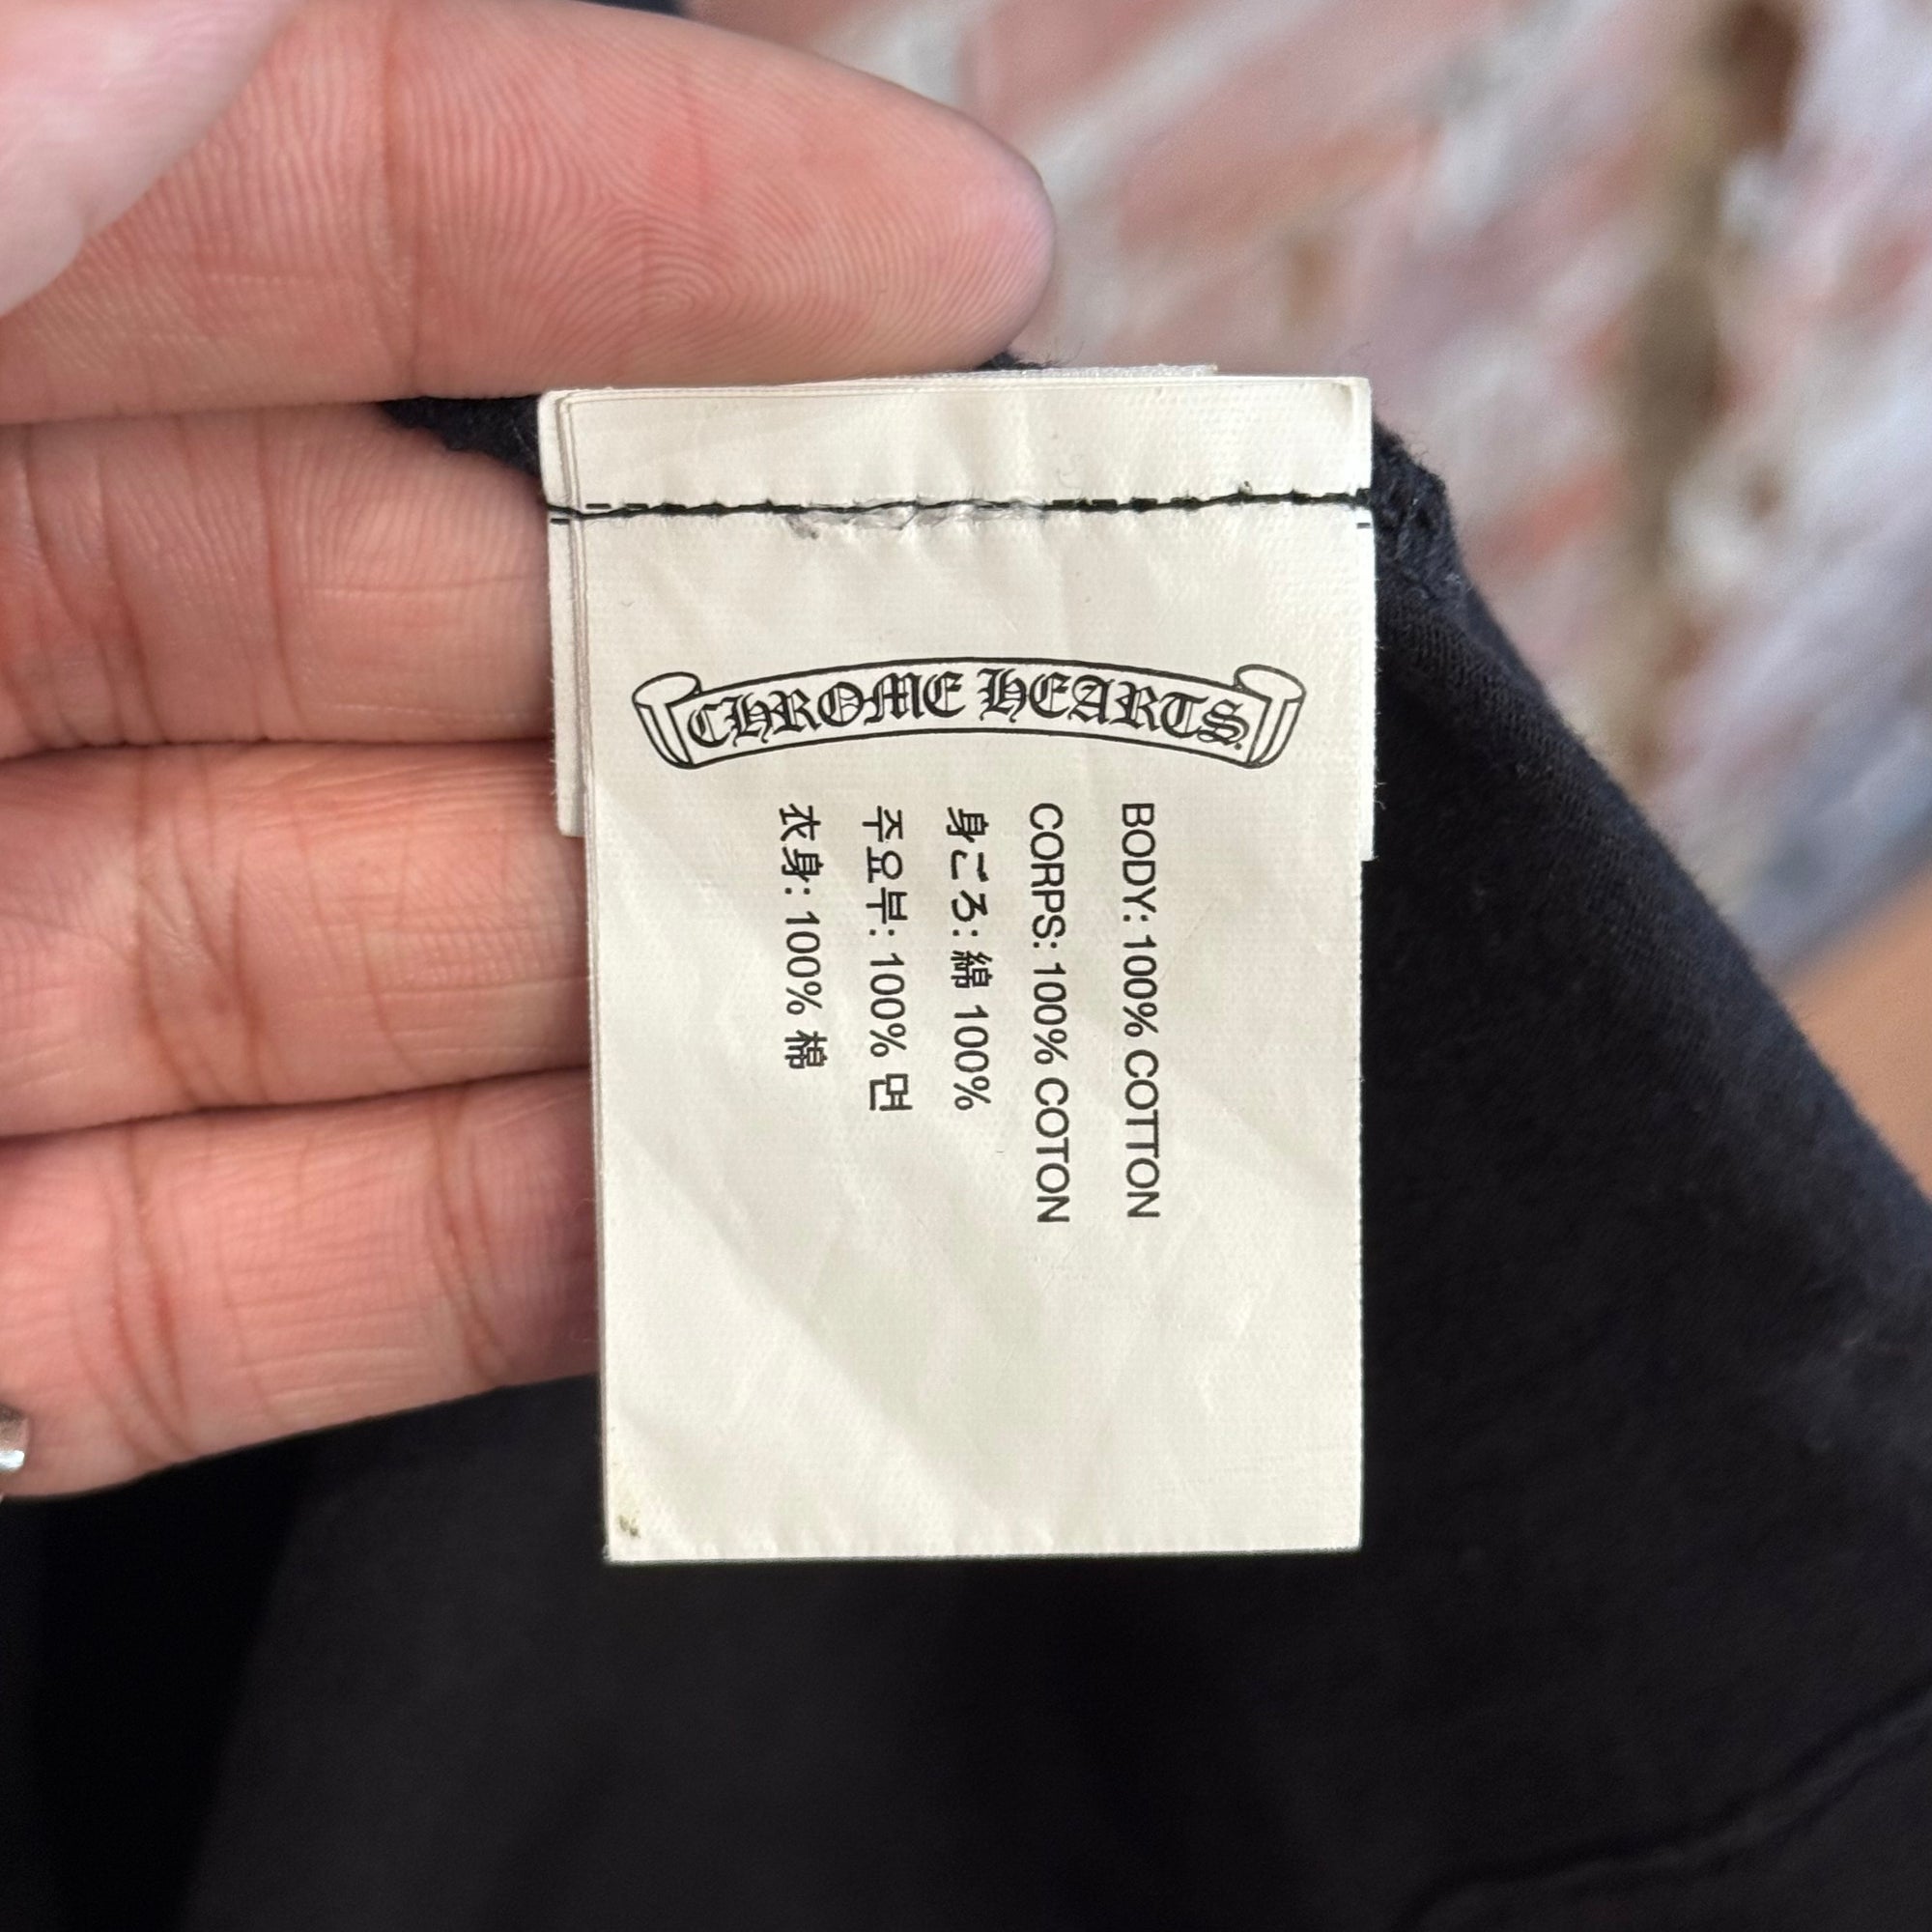 CHROME HEARTS
BODY: 100% COTTON
CORPS: 100% COTON
身ごろ: 綿 100%
주요부: 100% 면
衣身: 100% 棉